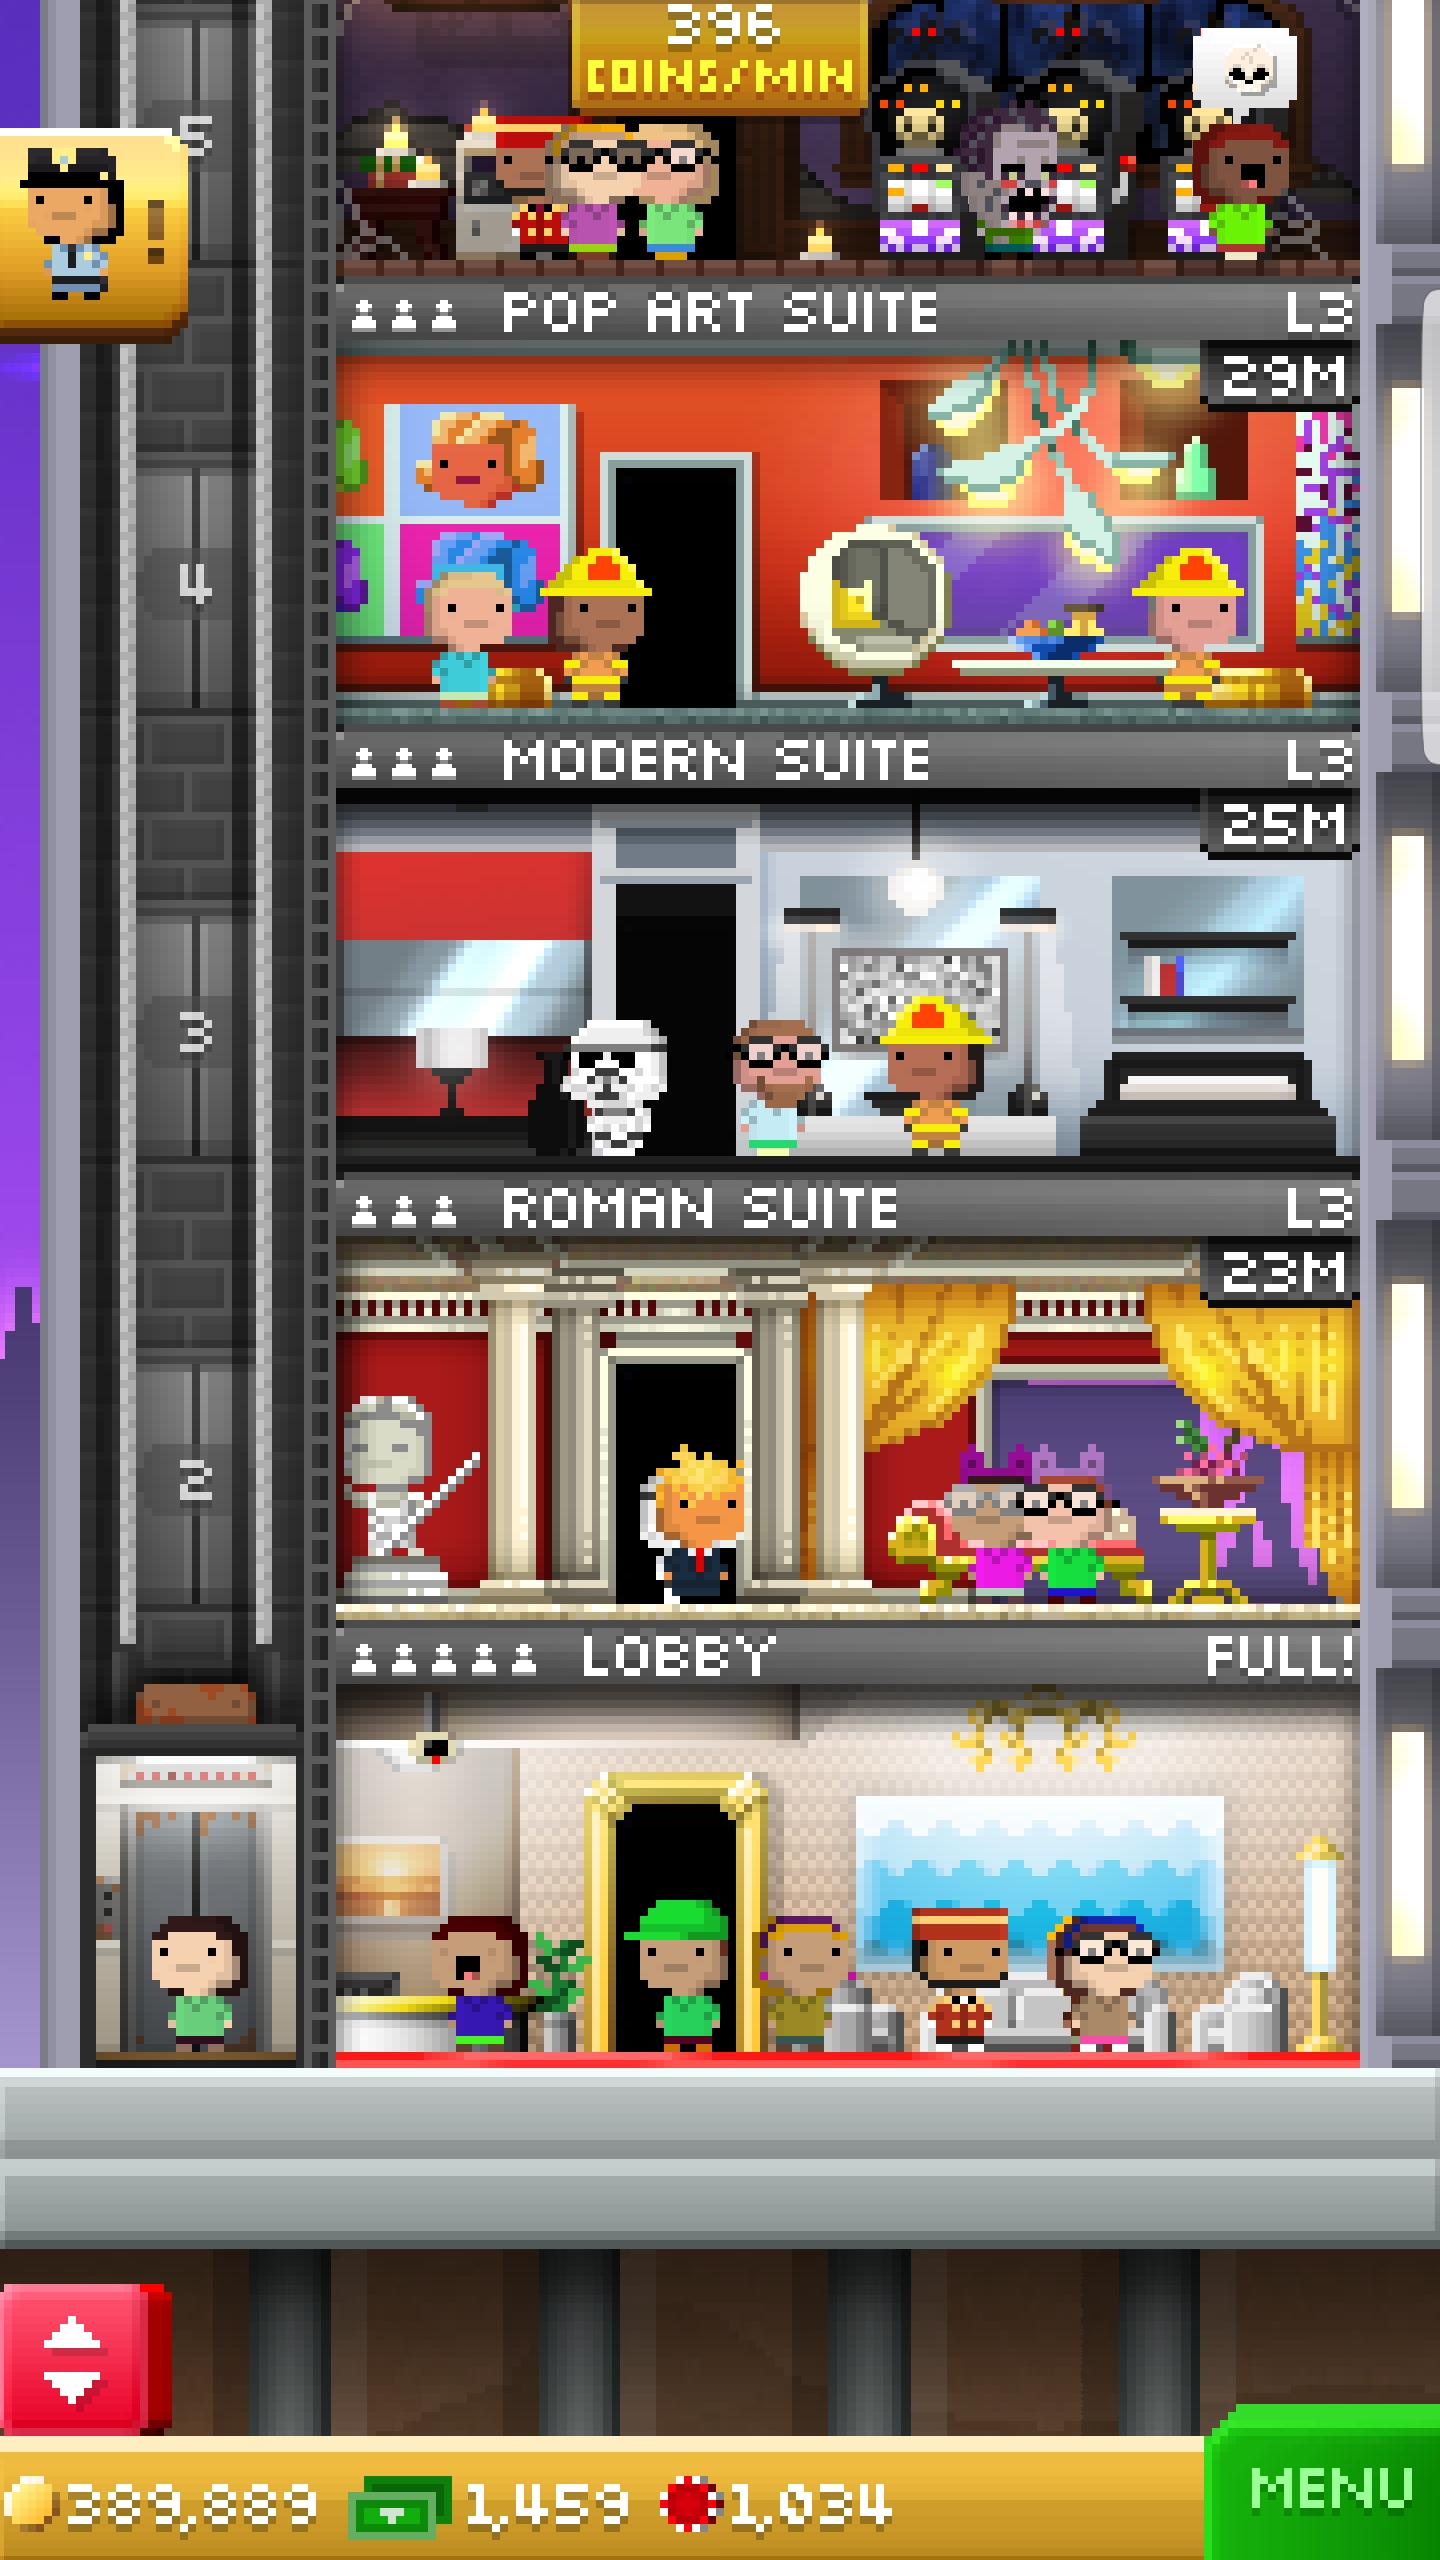 396
COINS/MIN
5
!
POP ART SUITE L3
29M
4
MODERN SUITE L3
25M
3
ROMAN SUITE L3
23M
2
LOBBY FULL!
MENU
389,889 1,459 1,034